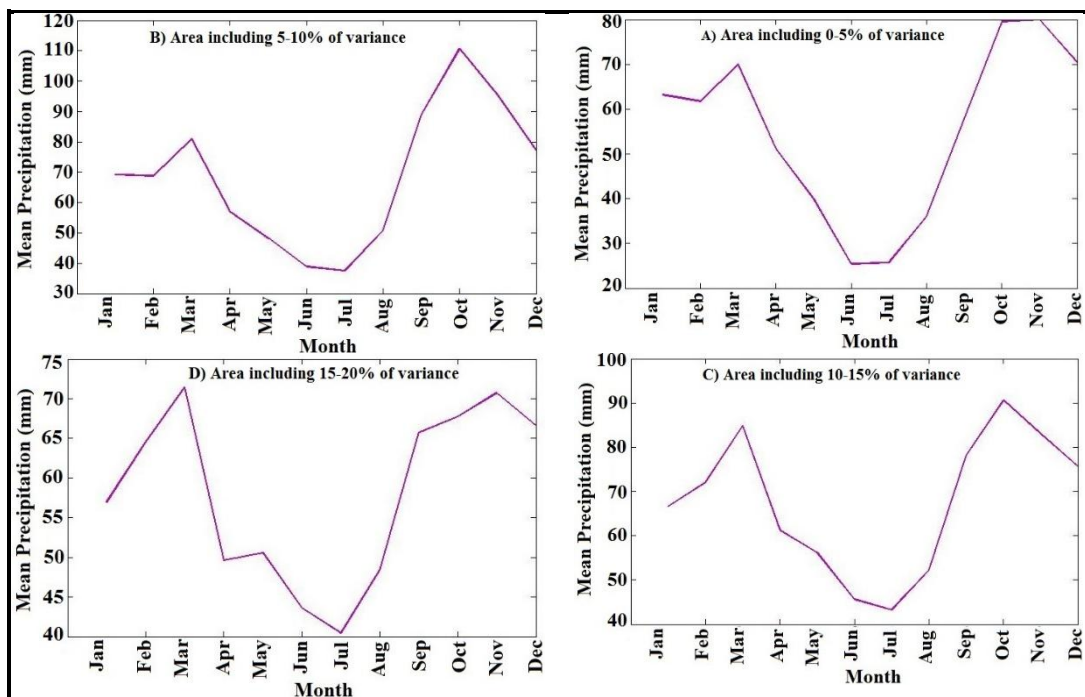 B) Area including 5-10% of variance
Mean Precipitation (mm)
120
110
100
90
80
70
60
50
40
30
Jan
Feb
Mar
Apr
May
Jun
Jul
Aug
Sep
Oct
Nov
Dec
Month
A) Area including 0-5% of variance
Mean Precipitation (mm)
80
70
60
50
40
30
20
Jan
Feb
Mar
Apr
May
Jun
Jul
Aug
Sep
Oct
Nov
Dec
Month
D) Area including 15-20% of variance
Mean Precipitation (mm)
75
70
65
60
55
50
45
40
Jan
Feb
Mar
Apr
May
Jun
Jul
Aug
Sep
Oct
Nov
Dec
Month
C) Area including 10-15% of variance
Mean Precipitation (mm)
100
90
80
70
60
50
40
Jan
Feb
Mar
Apr
May
Jun
Jul
Aug
Sep
Oct
Nov
Dec
Month